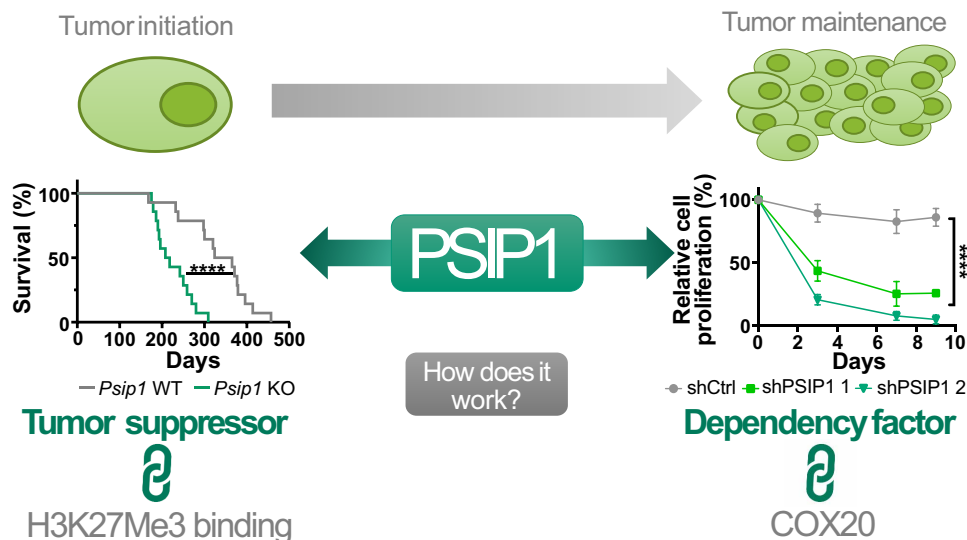 Tumor initiation
Tumor maintenance
Survival (%)
100
50
0
0 100 200 300 400 500
Days
****
Psip1 WT Psip1 KO
Tumor suppressor
H3K27Me3 binding
PSIP1
How does it
work?
Relative cell
proliferation (%)
100
50
0
0 2 4 6 8 10
Days
****
shCtrl shPSIP1 1 shPSIP1 2
Dependency factor
COX20